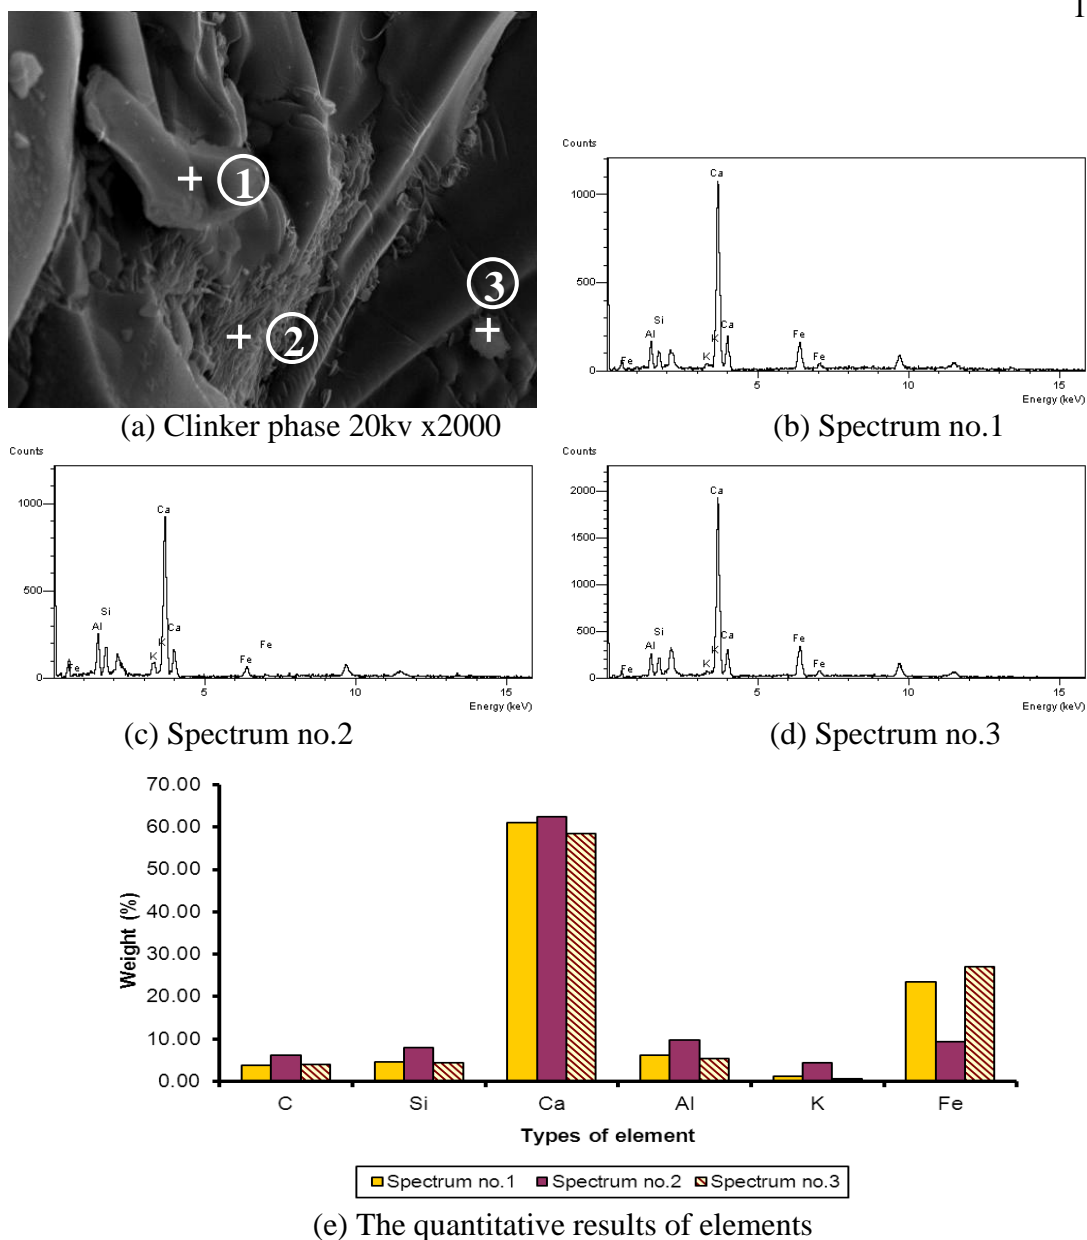 1
1
2
3
(a) Clinker phase 20kv x2000
Counts
1000
500
0
Ca
Al
Si
Fe
K
K
Ca
Fe
Fe
5
10
15
Energy (keV)
(b) Spectrum no.1
Counts
1000
500
0
Ca
Al
Si
Fe
K
K
Ca
Fe
Fe
5
10
15
Energy (keV)
(c) Spectrum no.2
Counts
2000
1500
1000
500
0
Ca
Al
Si
Fe
K
K
Ca
Fe
Fe
5
10
15
Energy (keV)
(d) Spectrum no.3
70.00
60.00
50.00
40.00
30.00
20.00
10.00
0.00
Weight (%)
C Si Ca Al K Fe
Types of element
Spectrum no.1 Spectrum no.2 Spectrum no.3
(e) The quantitative results of elements